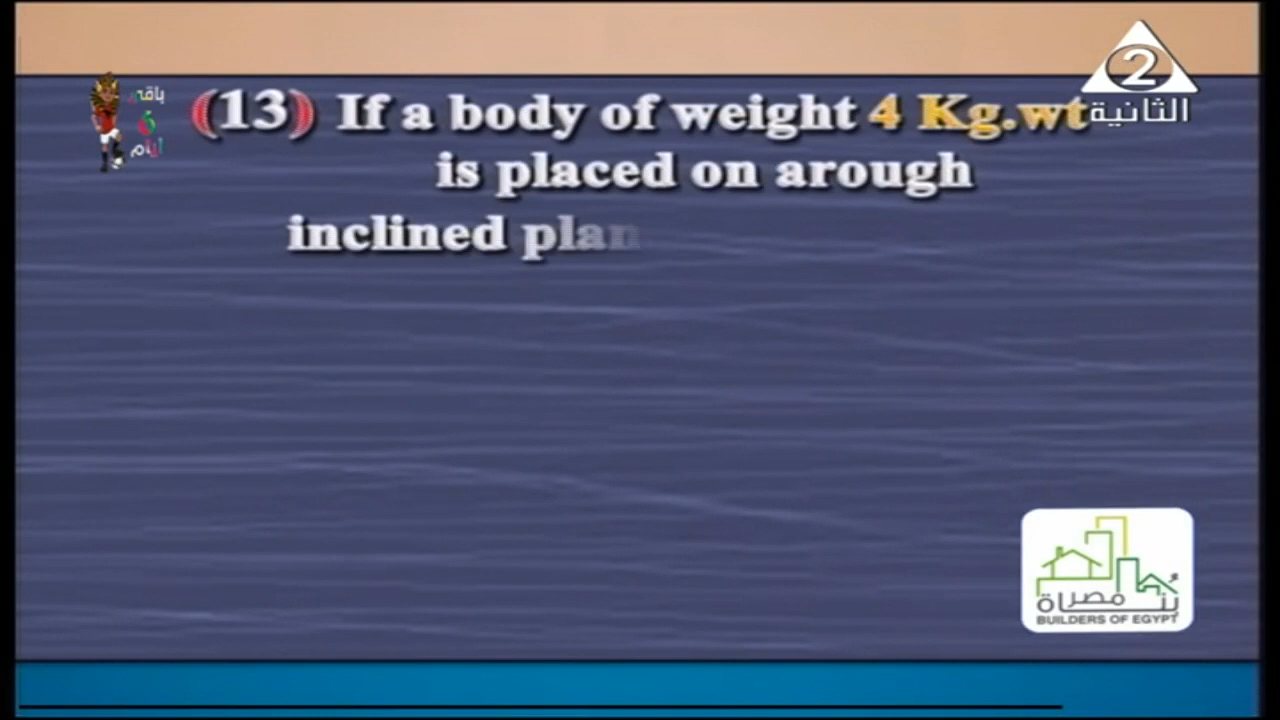 (13) If a body of weight 4 Kg.wt
is placed on arough
inclined plan
2
الثانية
باقي
6
أيام
بُناة مصر
BUILDERS OF EGYPT